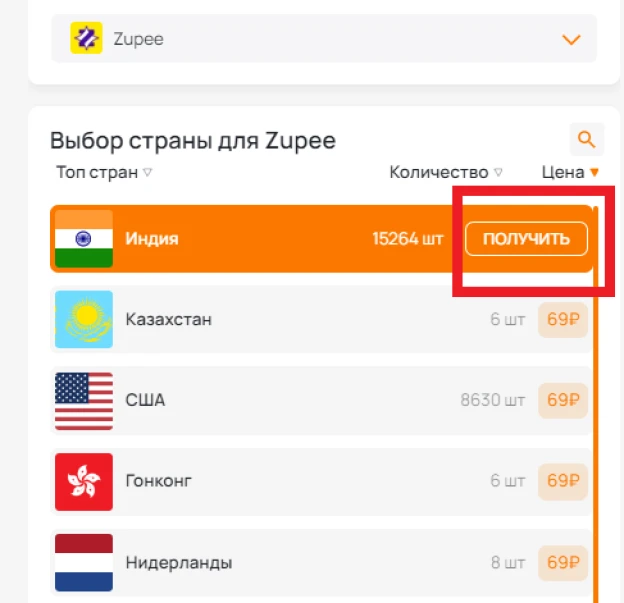 Zupee
Выбор страны для Zupee
Топ стран ▽ Количество ▽ Цена ▼
Индия 15264 шт ПОЛУЧИТЬ
Казахстан 6 шт 69₽
США 8630 шт 69₽
Гонконг 6 шт 69₽
Нидерланды 8 шт 69₽